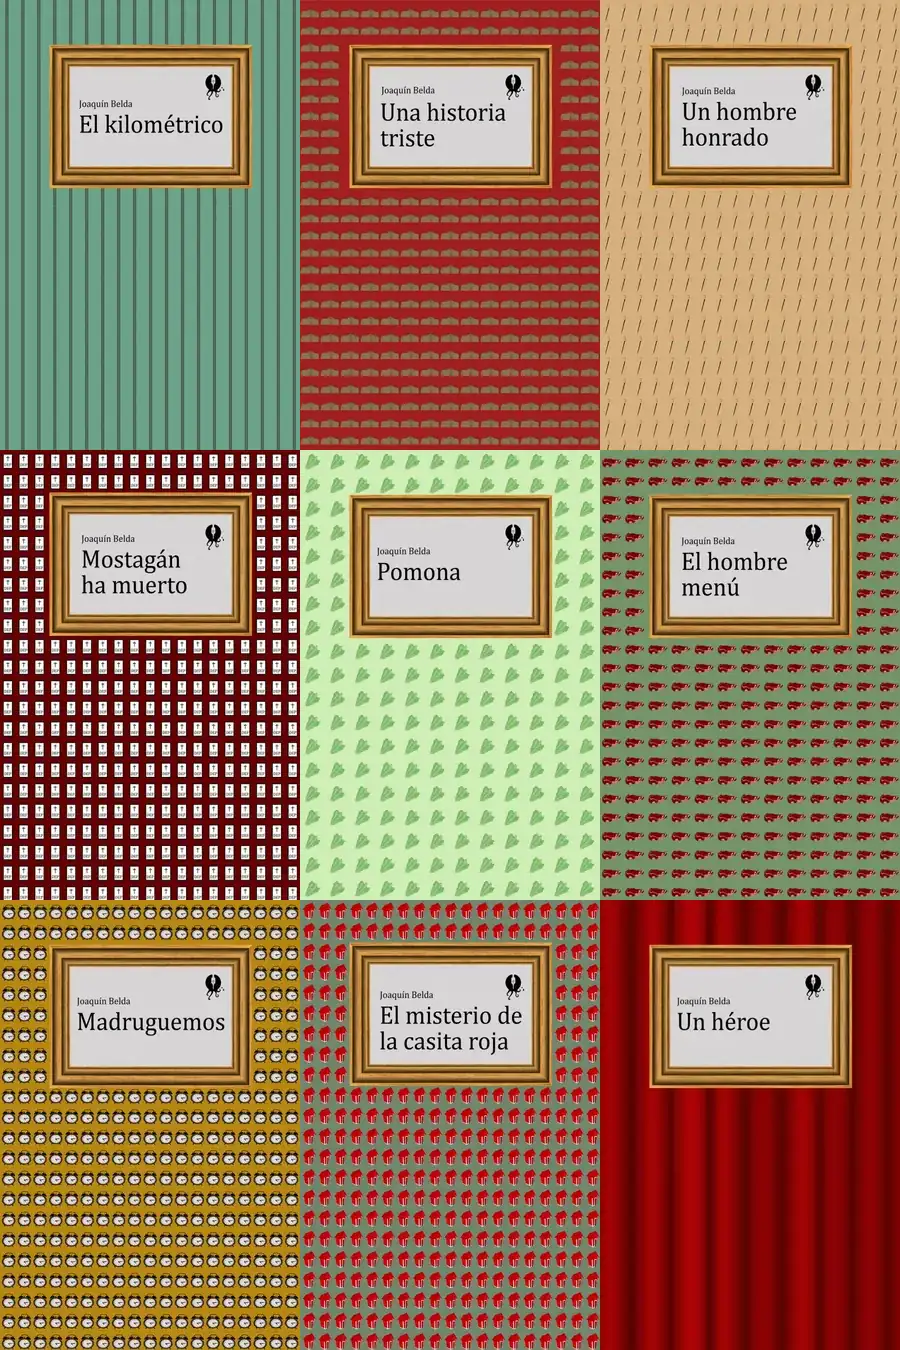 Joaquín Belda
El kilométrico
Joaquín Belda
Una historia
triste
Joaquín Belda
Un hombre
honrado
Joaquín Belda
Mostagán
ha muerto
Joaquín Belda
Pomona
Joaquín Belda
El hombre
menú
Joaquín Belda
Madruguemos
Joaquín Belda
El misterio de
la casita roja
Joaquín Belda
Un héroe